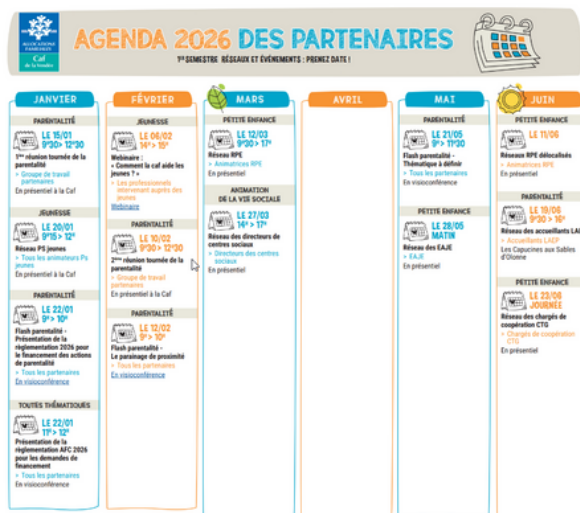 ALLOCATIONS
FAMILIALES
Caf
de la Vendée
AGENDA 2026 DES PARTENAIRES
1ER SEMESTRE RÉSEAUX ET ÉVÉNEMENTS : PRENEZ DATE !
JANVIER
PARENTALITÉ
LE 15/01
9H30 > 12H30
1ère réunion tournée de la
parentalité
> Groupe de travail
partenaires
En présentiel à la Caf
JEUNESSE
LE 20/01
9H15 > 12H
Réseau PS jeunes
> Tous les animateurs Ps
jeunes
En présentiel à la Caf
PARENTALITÉ
LE 22/01
9H > 10H
Flash parentalité -
Présentation de la
règlementation 2026 pour
le financement des actions
de parentalité
> Tous les partenaires
En visioconférence
TOUTES THÉMATIQUES
LE 22/01
11H > 12H
Présentation de la
règlementation AFC 2026
pour les demandes de
financement
> Tous les partenaires
En visioconférence
FÉVRIER
JEUNESSE
LE 06/02
14H > 15H
Webinaire :
« Comment la caf aide les
jeunes ? »
> Les professionnels
intervenant auprès des
jeunes
Webinaire
PARENTALITÉ
LE 10/02
9H30 > 12H30
2ème réunion tournée de la
parentalité
> Groupe de travail
partenaires
En présentiel à la Caf
PARENTALITÉ
LE 12/02
9H > 10H
Flash parentalité -
Le parainage de proximité
> Tous les partenaires
En visioconférence
MARS
PETITE ENFANCE
LE 12/03
9H30 > 17H
Réseau RPE
> Animatrices RPE
En présentiel
ANIMATION
DE LA VIE SOCIALE
LE 27/03
14H > 17H
Réseau des directeurs de
centres sociaux
> Directeurs des centres
sociaux
En présentiel
AVRIL
MAI
PARENTALITÉ
LE 21/05
9H > 11H30
Flash parentalité -
Thématique à définir
> Tous les partenaires
En visioconférence
PETITE ENFANCE
LE 28/05
MATIN
Réseau des EAJE
> EAJE
En présentiel
JUIN
PETITE ENFANCE
LE 11/06
Réseaux RPE délocalisés
> Animatrices RPE
En présentiel
PARENTALITÉ
LE 19/06
9H30 > 16H
Réseau des accueillants LAE
> Accueillants LAEP
Les Capucines aux Sables
d'Olonne
PETITE ENFANCE
LE 23/06
JOURNÉE
Réseau des chargés de
coopération CTG
> Chargés de coopération
CTG
En présentiel